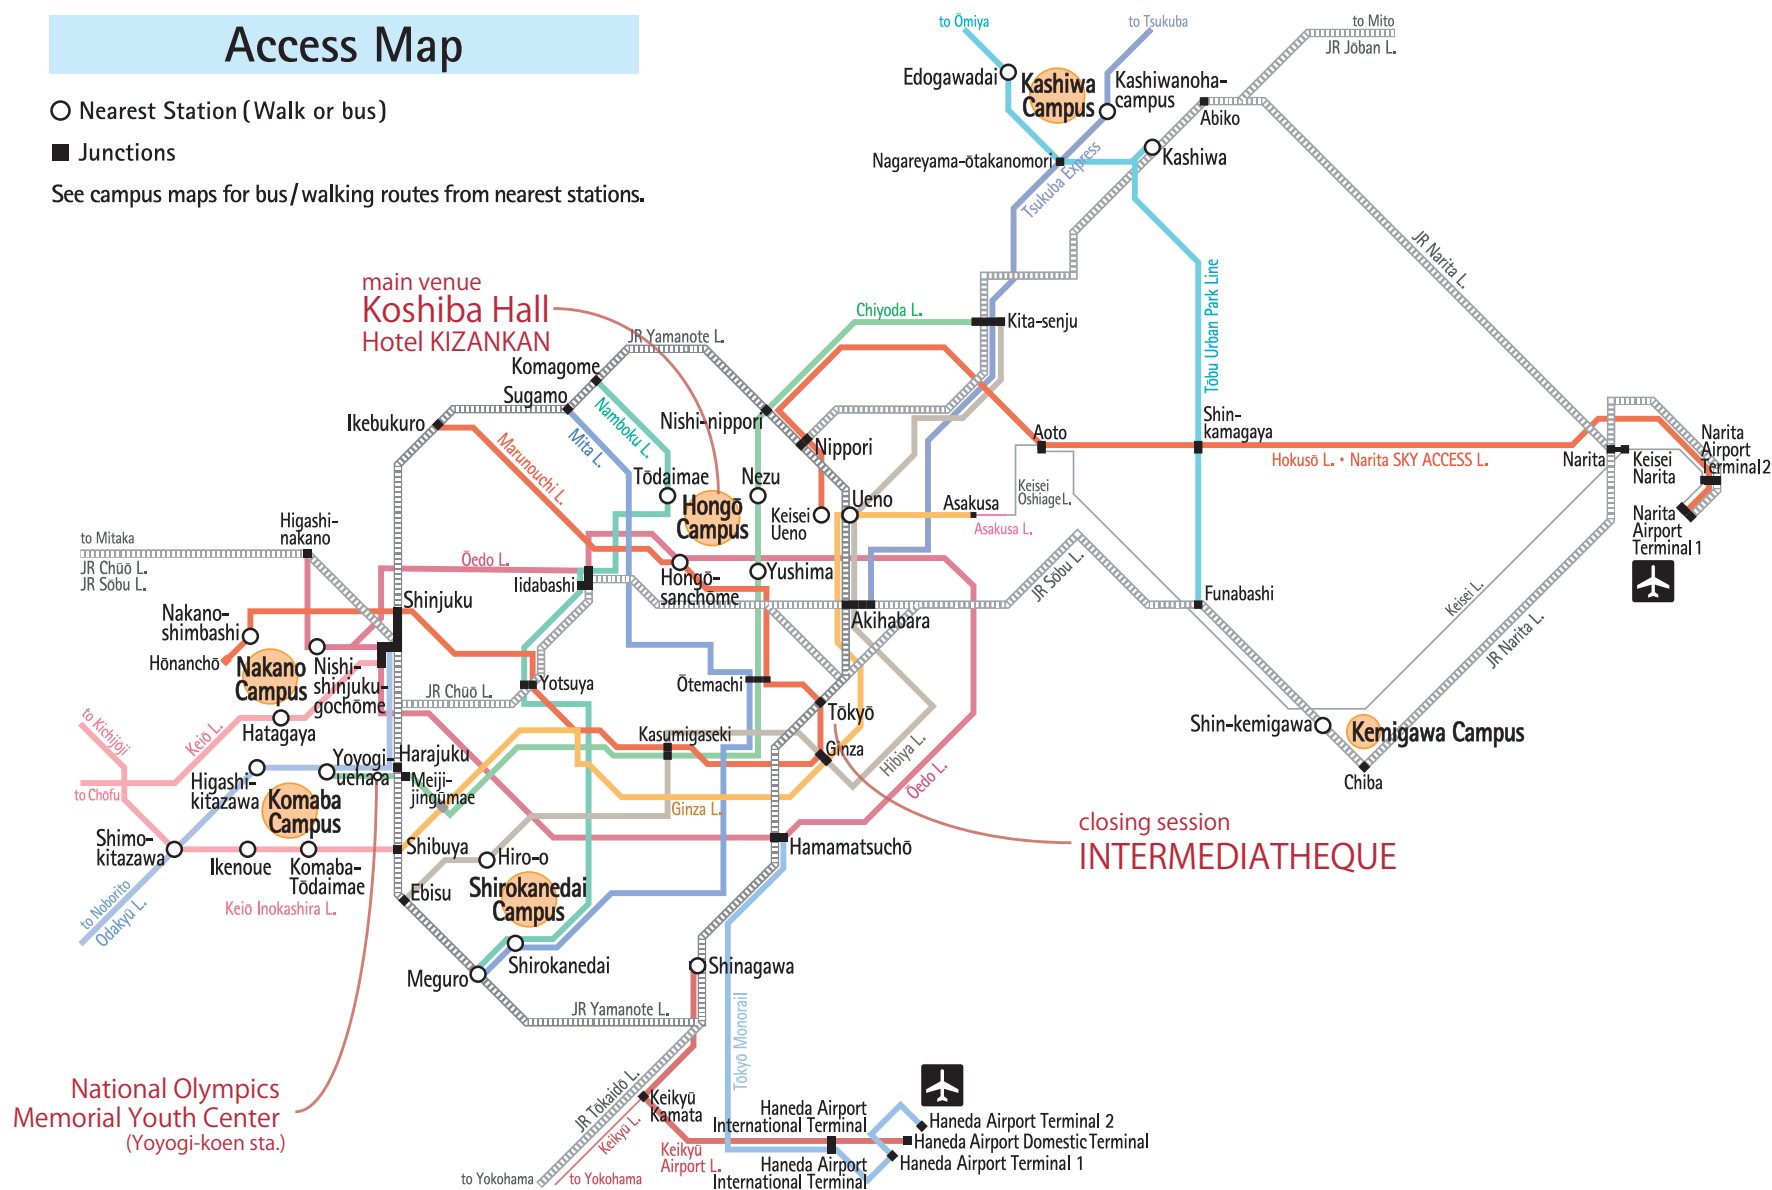 Access Map
Nearest Station (Walk or bus)
Junctions
See campus maps for bus/walking routes from nearest stations.
to Ōmiya
to Tsukuba
to Mito
JR Jōban L.
Edogawadai
Kashiwa
Campus
Kashiwanoha-
campus
Abiko
Nagareyama-ōtakanomori
Kashiwa
Tsukuba Express
JR Narita L.
Tōbu Urban Park Line
main venue
Koshiba Hall
Hotel KIZANKAN
Chiyoda L.
Kita-senju
JR Yamanote L.
Komagome
Sugamo
Ikebukuro
Namboku L.
Mita L.
Marunouchi L.
Nishi-nippori
Nippori
Aoto
Shin-
kamagaya
Hokusō L. • Narita SKY ACCESS L.
Narita
Keisei
Narita
Narita
Airport
Terminal 2
Narita
Airport
Terminal 1
Tōdaimae
Nezu
Hongō
Campus
Keisei
Ueno
Ueno
Asakusa
Asakusa L.
Keisei
Oshiage L.
Higashi-
nakano
to Mitaka
JR Chūō L.
JR Sōbu L.
Ōedo L.
Iidabashi
Hongō-
sanchōme
Yushima
Akihabara
JR Sōbu L.
Funabashi
Keisei L.
JR Narita L.
Nakano-
shimbashi
Shinjuku
Hōnanchō
Nakano
Campus
Nishi-
shinjuku-
gochōme
JR Chūō L.
Yotsuya
Ōtemachi
Tōkyō
Keiō L.
Hatagaya
to Kichijōji
to Chōfu
Kasumigaseki
Ginza
Hibiya L.
Ōedo L.
Shin-kemigawa
Kemigawa Campus
Chiba
Yoyogi-
uehara
Harajuku
Meiji-
jingūmae
Higashi-
kitazawa
Komaba
Campus
Ginza L.
Shimo-
kitazawa
Ikenoue
Komaba-
Tōdaimae
Shibuya
Hamamatsuchō
closing session
INTERMEDIATHEQUE
Keiō Inokashira L.
to Noborito
Odakyū L.
Ebisu
Hiro-o
Shirokanedai
Campus
Shirokanedai
Meguro
Shinagawa
JR Yamanote L.
Tōkyō Monorail
National Olympics
Memorial Youth Center
(Yoyogi-koen sta.)
JR Tōkaidō L.
Keikyū L.
Keikyū
Kamata
Keikyū
Airport L.
to Yokohama
to Yokohama
Haneda Airport
International Terminal
Haneda Airport
International Terminal
Haneda Airport Terminal 2
Haneda Airport Domestic Terminal
Haneda Airport Terminal 1